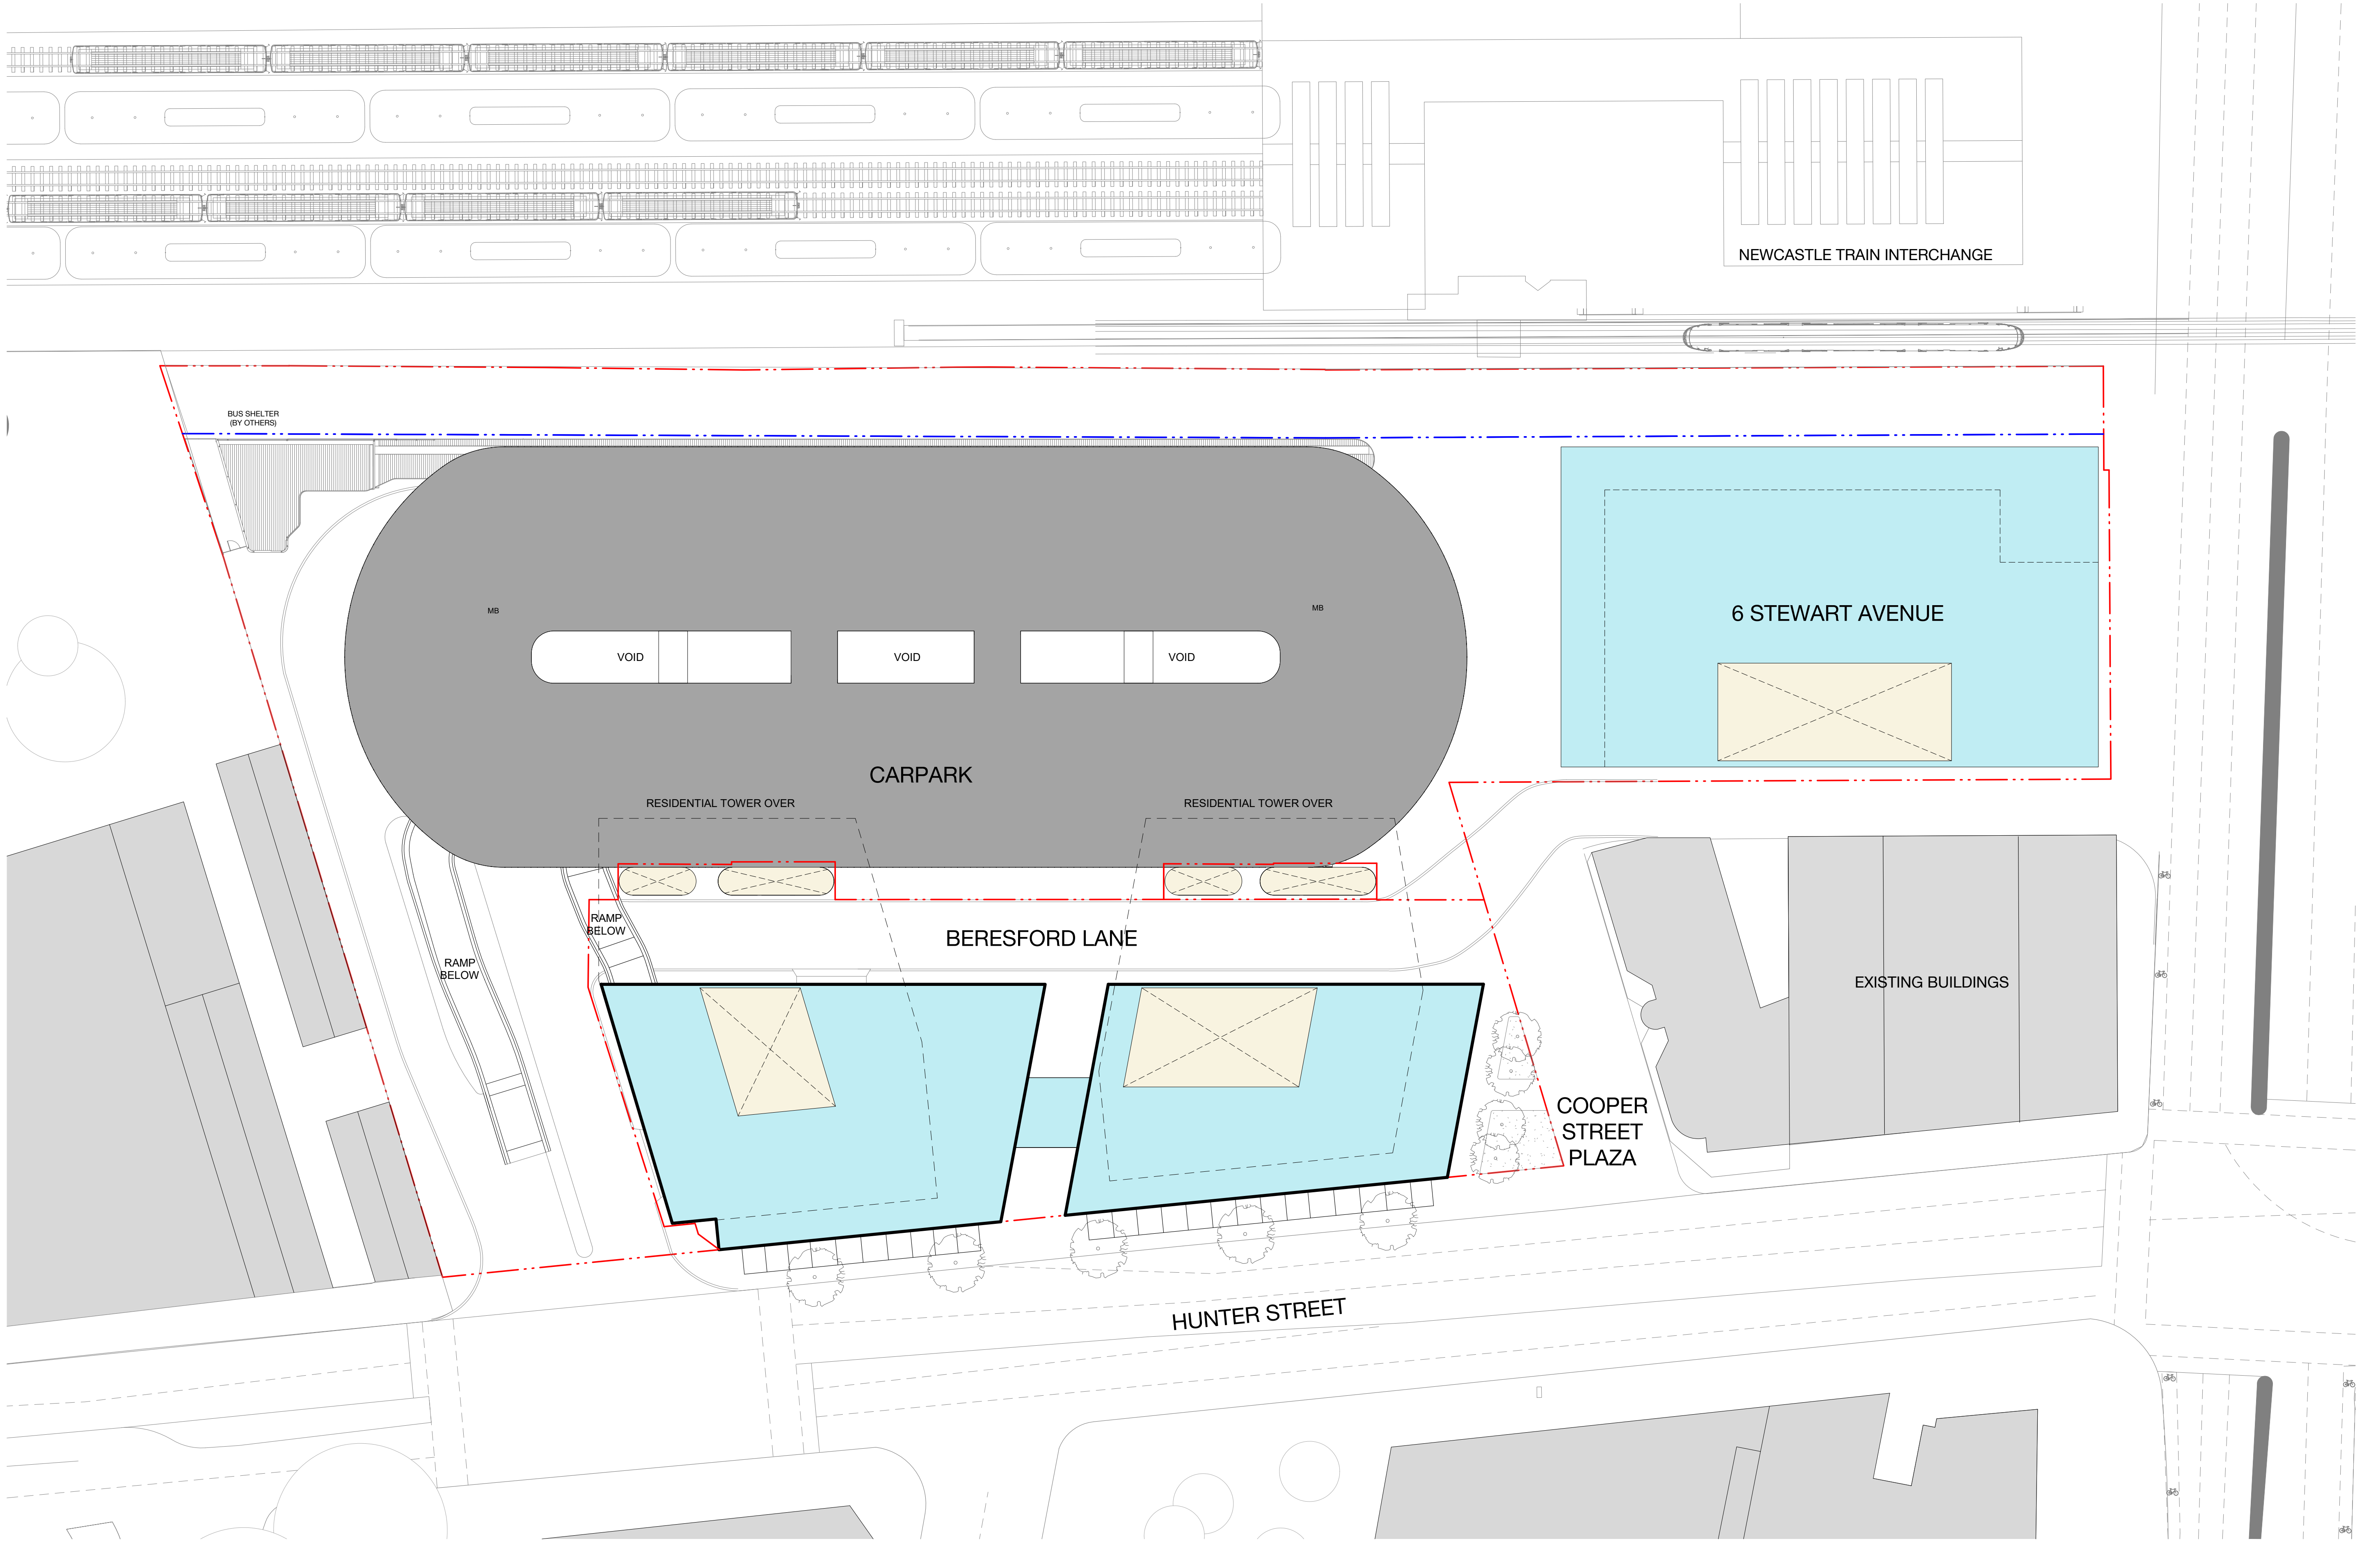 NEWCASTLE TRAIN INTERCHANGE
BUS SHELTER
(BY OTHERS)
MB
MB
6 STEWART AVENUE
VOID
VOID
VOID
CARPARK
RESIDENTIAL TOWER OVER
RESIDENTIAL TOWER OVER
RAMP
BELOW
BERESFORD LANE
RAMP
BELOW
EXISTING BUILDINGS
COOPER
STREET
PLAZA
HUNTER STREET